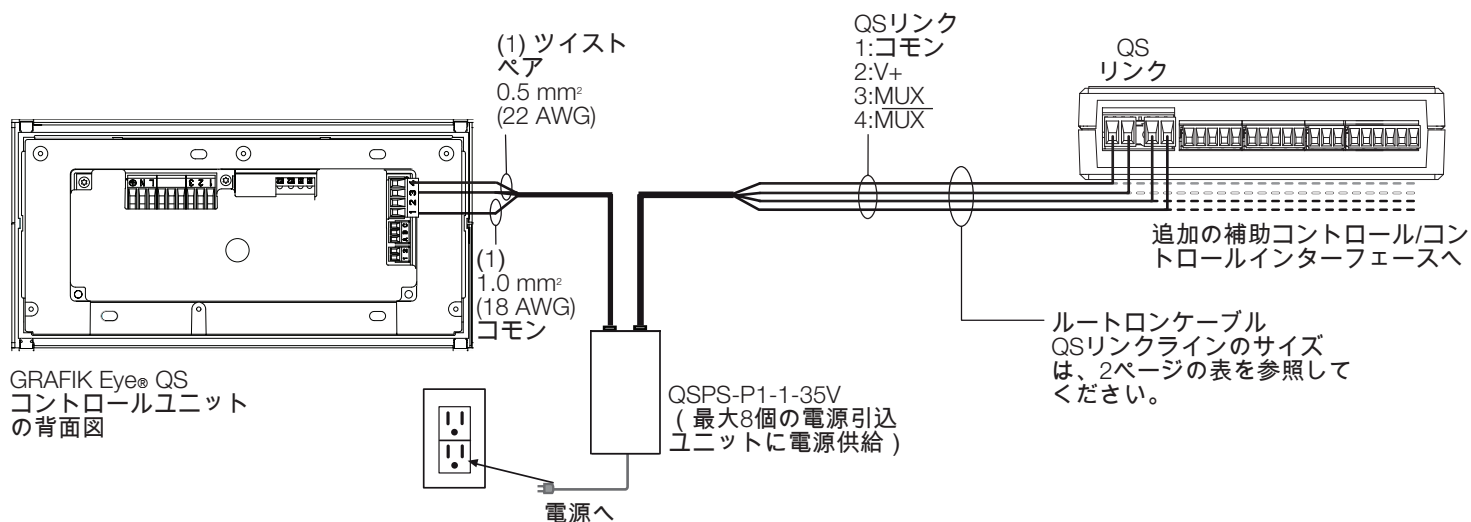 (1) ツイスト
ペア
0.5 mm²
(22 AWG)
QSリンク
1:コモン
2:V+
3:MUX
4:M̅U̅X̅
QS
リンク
N L
3 2 1
1 2 3 4
追加の補助コントロール/コン
トロールインターフェースへ
(1)
1.0 mm²
(18 AWG)
コモン
ルートロンケーブル
QSリンクラインのサイズ
は、2ページの表を参照して
ください。
GRAFIK Eye® QS
コントロールユニット
の背面図
QSPS-P1-1-35V
(最大8個の電源引込
ユニットに電源供給)
電源へ